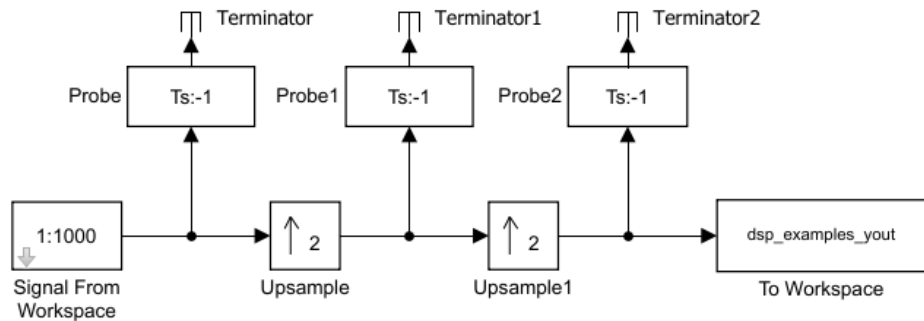 Terminator
Terminator1
Terminator2
Probe
Ts:-1
Probe1
Ts:-1
Probe2
Ts:-1
1:1000
2
2
dsp_examples_yout
Signal From
Workspace
Upsample
Upsample1
To Workspace